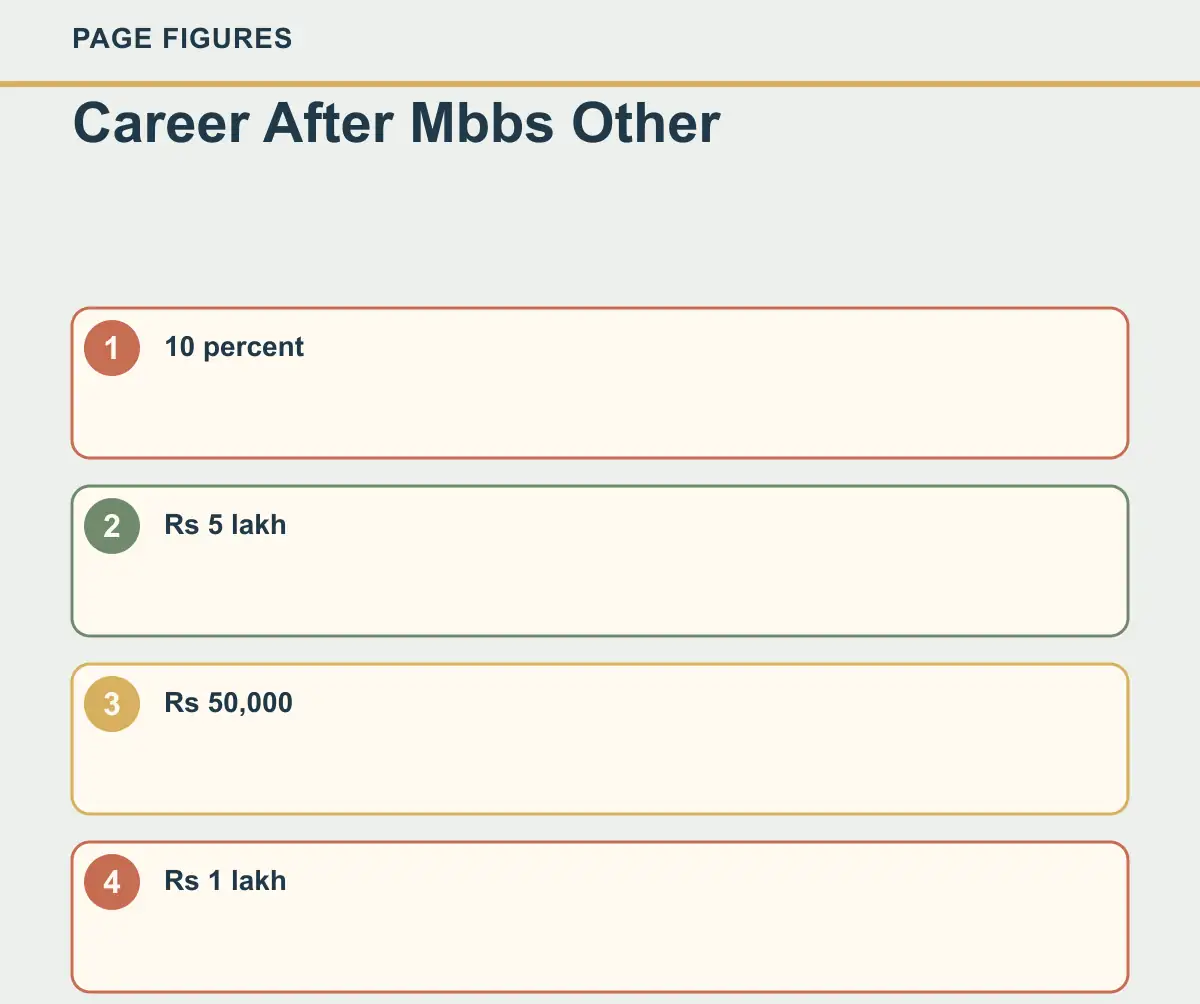 PAGE FIGURES
Career After Mbbs Other
1 10 percent
2 Rs 5 lakh
3 Rs 50,000
4 Rs 1 lakh